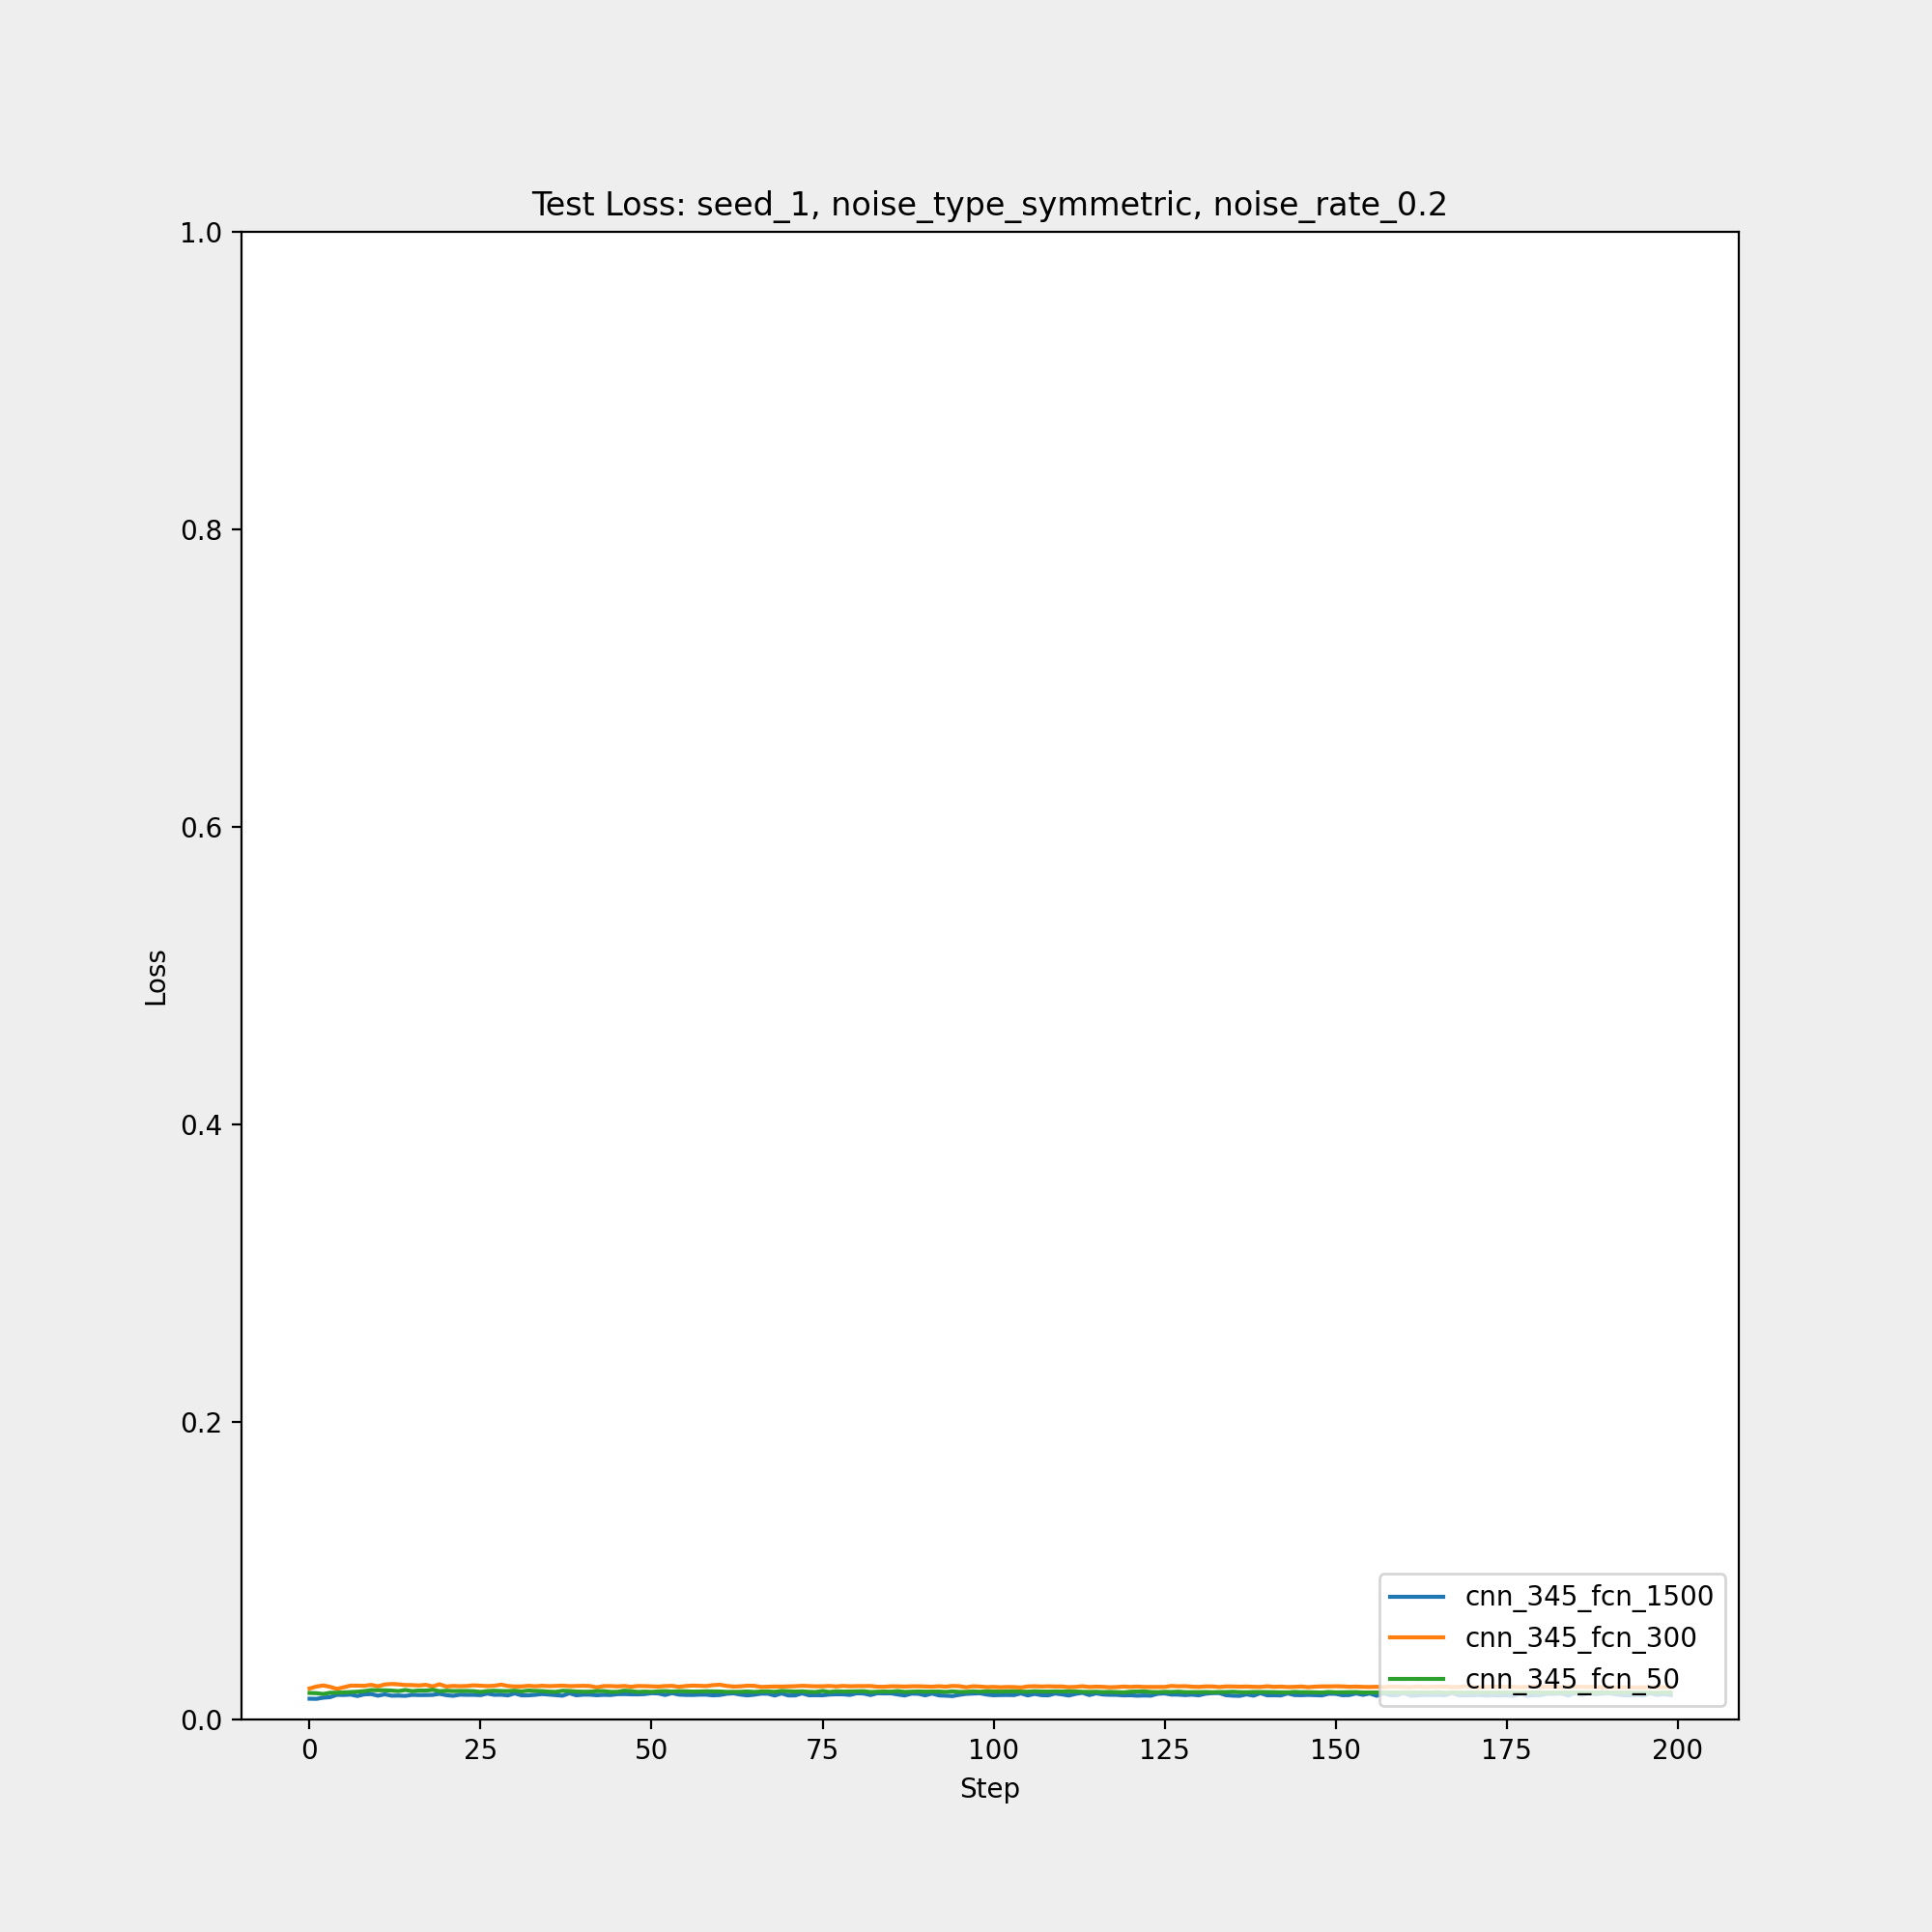 Test Loss: seed_1, noise_type_symmetric, noise_rate_0.2
1.0
0.8
0.6
0.4
0.2
0.0
Loss
0 25 50 75 100 125 150 175 200
Step
cnn_345_fcn_1500
cnn_345_fcn_300
cnn_345_fcn_50